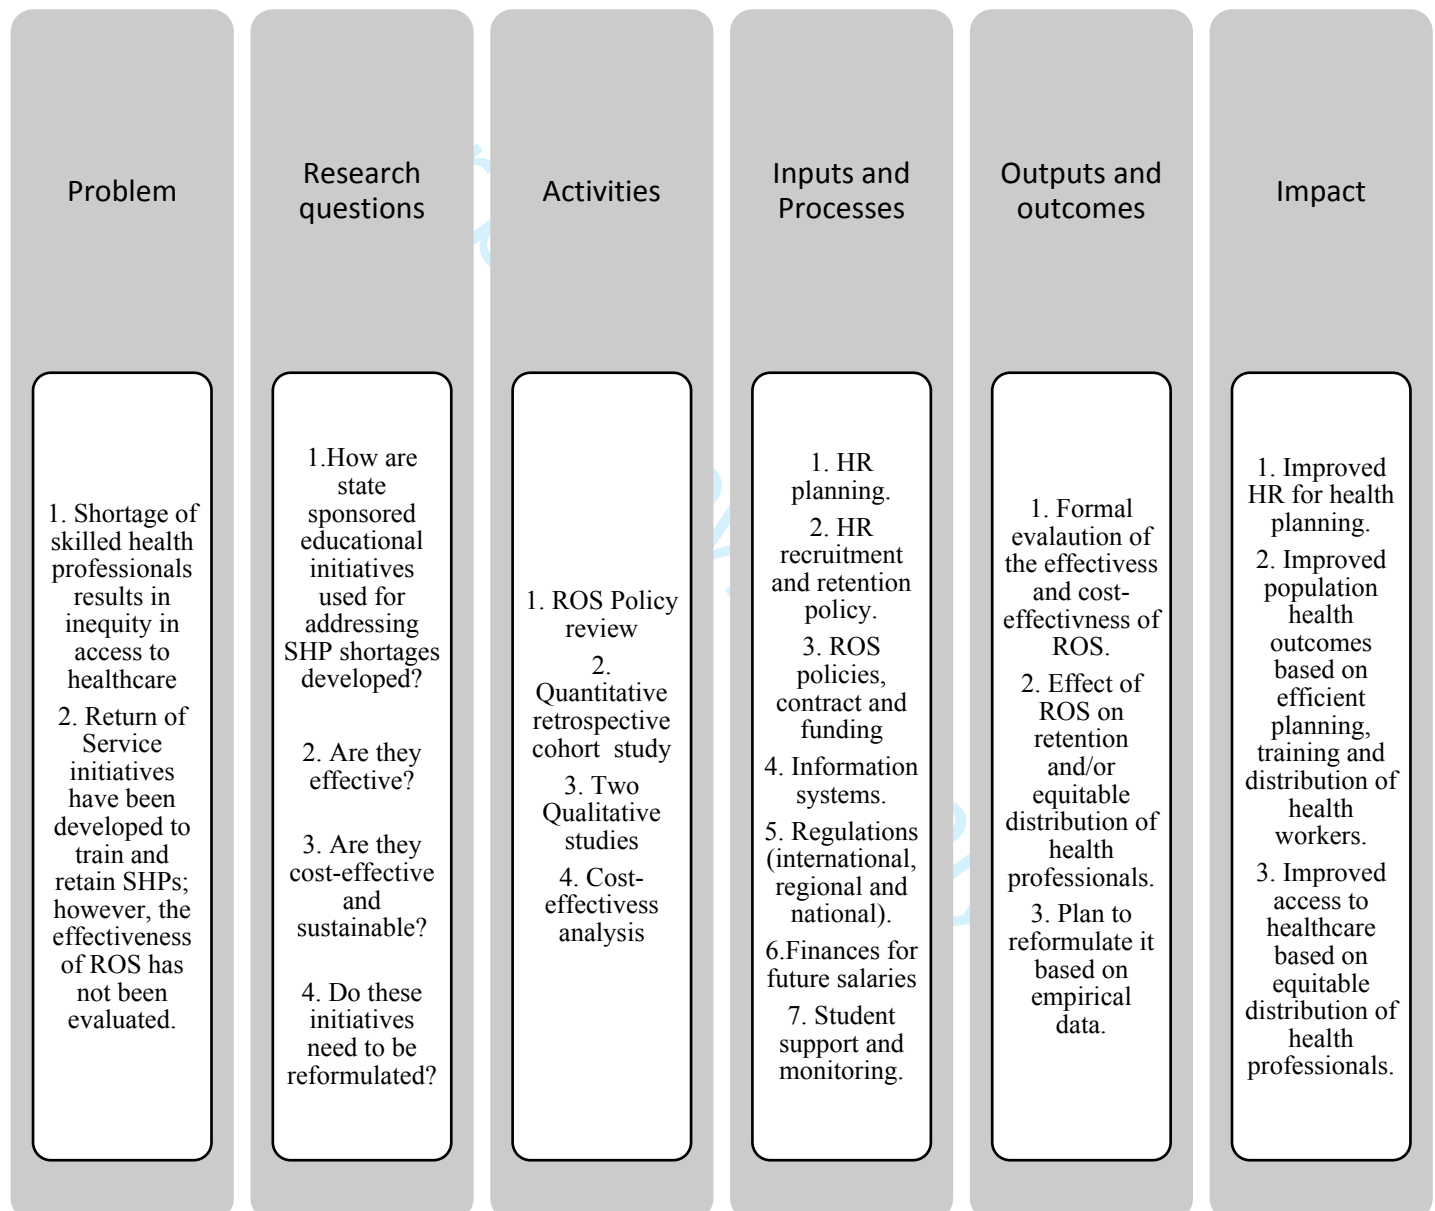 Problem
1. Shortage of
skilled health
professionals
results in
inequity in
access to
healthcare
2. Return of
Service
initiatives
have been
developed to
train and
retain SHPs;
however, the
effectiveness
of ROS has
not been
evaluated.
Research
questions
1.How are
state
sponsored
educational
initiatives
used for
addressing
SHP shortages
developed?
2. Are they
effective?
3. Are they
cost-effective
and
sustainable?
4. Do these
initiatives
need to be
reformulated?
Activities
1. ROS Policy
review
2.
Quantitative
retrospective
cohort study
3. Two
Qualitative
studies
4. Cost-
effectivess
analysis
Inputs and
Processes
1. HR
planning.
2. HR
recruitment
and retention
policy.
3. ROS
policies,
contract and
funding
4. Information
systems.
5. Regulations
(international,
regional and
national).
6.Finances for
future salaries
7. Student
support and
monitoring.
Outputs and
outcomes
1. Formal
evalaution of
the effectivess
and cost-
effectivness of
ROS.
2. Effect of
ROS on
retention
and/or
equitable
distribution of
health
professionals.
3. Plan to
reformulate it
based on
empirical
data.
Impact
1. Improved
HR for health
planning.
2. Improved
population
health
outcomes
based on
efficient
planning,
training and
distribution of
health
workers.
3. Improved
access to
healthcare
based on
equitable
distribution of
health
professionals.